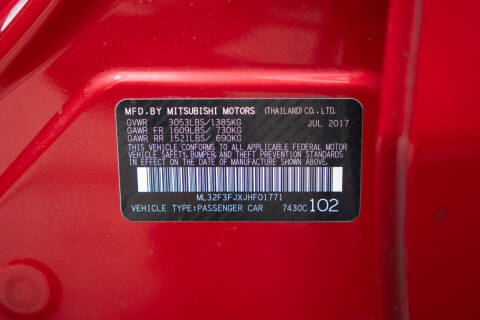 MFD.BY MITSUBISHI MOTORS (THAILAND)CO.,LTD.
GVWR 3053LBS/1385KG JUL 2017
GAWR FR 1609LBS/ 730KG
GAWR RR 1521LBS/ 690KG
THIS VEHICLE CONFORMS TO ALL APPLICABLE FEDERAL MOTOR
VEHICLE SAFETY, BUMPER, AND THEFT PREVENTION STANDARDS
IN EFFECT ON THE DATE OF MANUFACTURE SHOWN ABOVE.
ML32F3FJXJHF01771
VEHICLE TYPE:PASSENGER CAR 7430C 102